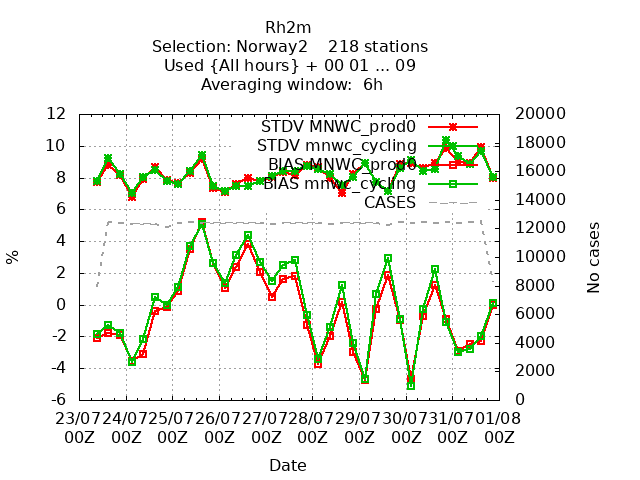 Rh2m
Selection: Norway2    218 stations
Used {All hours} + 00 01 ... 09
Averaging window:  6h
12
10
8
6
4
2
0
-2
-4
-6
%
STDV MNWC_prod0
STDV mnwc_cycling
BIAS MNWC_prod0
BIAS mnwc_cycling
CASES
20000
18000
16000
14000
12000
10000
8000
6000
4000
2000
0
No cases
23/07 24/07 25/07 26/07 27/07 28/07 29/07 30/07 31/07 01/08
00Z 00Z 00Z 00Z 00Z 00Z 00Z 00Z 00Z 00Z
Date